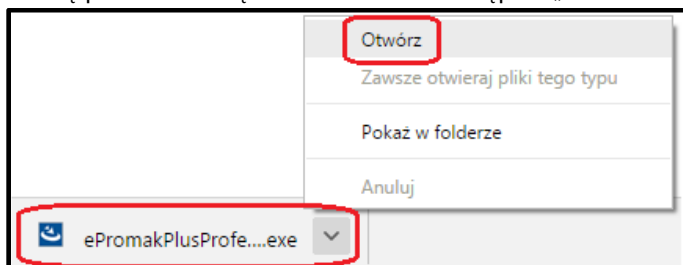 Otwórz
Zawsze otwieraj pliki tego typu
Pokaż w folderze
Anuluj
ePromakPlusProfe....exe